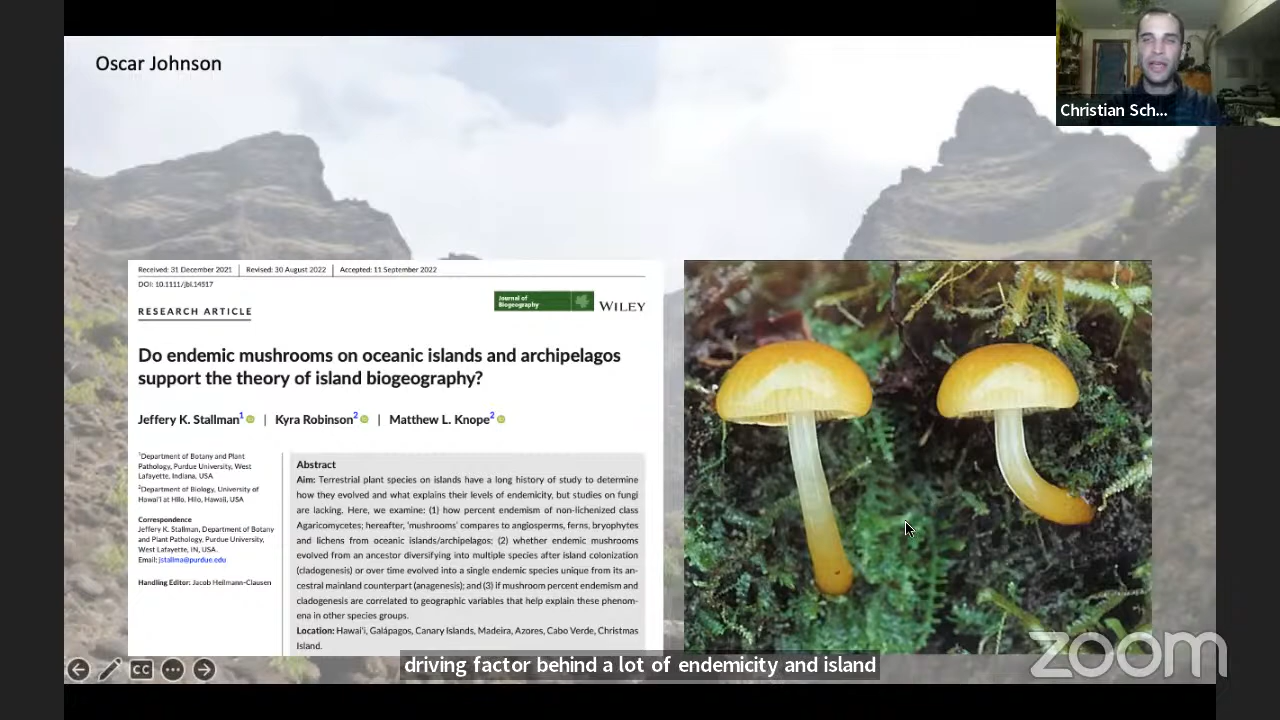 Oscar Johnson
Christian Sch...
Received: 31 December 2021 | Revised: 30 August 2022 | Accepted: 11 September 2022
DOI: 10.1111/jbi.14517
RESEARCH ARTICLE
Journal of
Biogeography
WILEY
Do endemic mushrooms on oceanic islands and archipelagos
support the theory of island biogeography?
Jeffery K. Stallman1 | Kyra Robinson2 | Matthew L. Knope2
1Department of Botany and Plant
Pathology, Purdue University, West
Lafayette, Indiana, USA
2Department of Biology, University of
Hawai'i at Hilo, Hilo, Hawaii, USA
Correspondence
Jeffery K. Stallman, Department of Botany
and Plant Pathology, Purdue University,
West Lafayette, IN, USA.
Email: jstallma@purdue.edu
Handling Editor: Jacob Heilmann-Clausen
Abstract
Aim: Terrestrial plant species on islands have a long history of study to determine
how they evolved and what explains their levels of endemicity, but studies on fungi
are lacking. Here, we examine: (1) how percent endemism of non-lichenized class
Agaricomycetes; hereafter, 'mushrooms' compares to angiosperms, ferns, bryophytes
and lichens from oceanic islands/archipelagos; (2) whether endemic mushrooms
evolved from an ancestor diversifying into multiple species after island colonization
(cladogenesis) or over time evolved into a single endemic species unique from its an-
cestral mainland counterpart (anagenesis); and (3) if mushroom percent endemism and
cladogenesis are correlated to geographic variables that help explain these phenom-
ena in other species groups.
Location: Hawai'i, Galápagos, Canary Islands, Madeira, Azores, Cabo Verde, Christmas
Island.
CC
driving factor behind a lot of endemicity and island
zoom